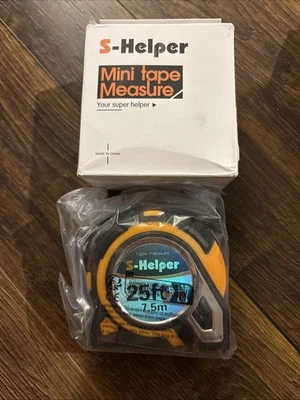 S-Helper
Mini tape
Measure
Your super helper ▶
MADE IN CHINA
tape measure
S-Helper
25ft
7.5m